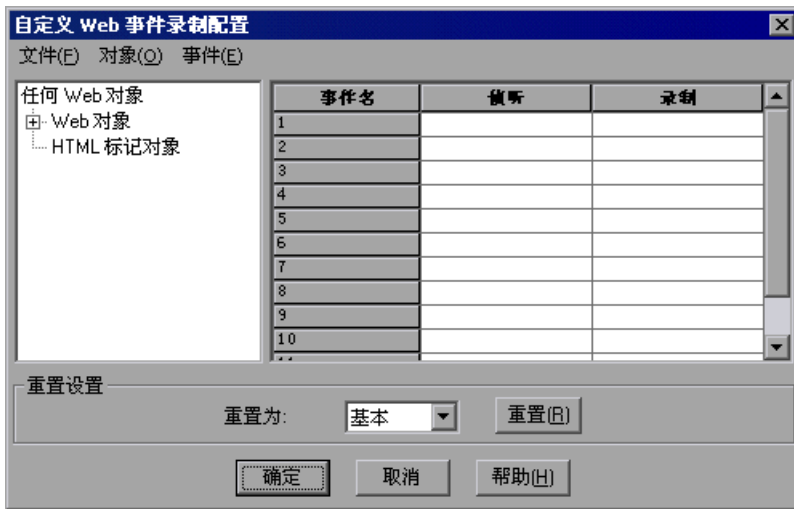 自定义 Web 事件录制配置
文件(F) 对象(O) 事件(E)
任何 Web 对象
Web 对象
HTML 标记对象
事件名 侦听 录制
1
2
3
4
5
6
7
8
9
10
重置设置
重置为: 基本 重置(R)
确定 取消 帮助(H)